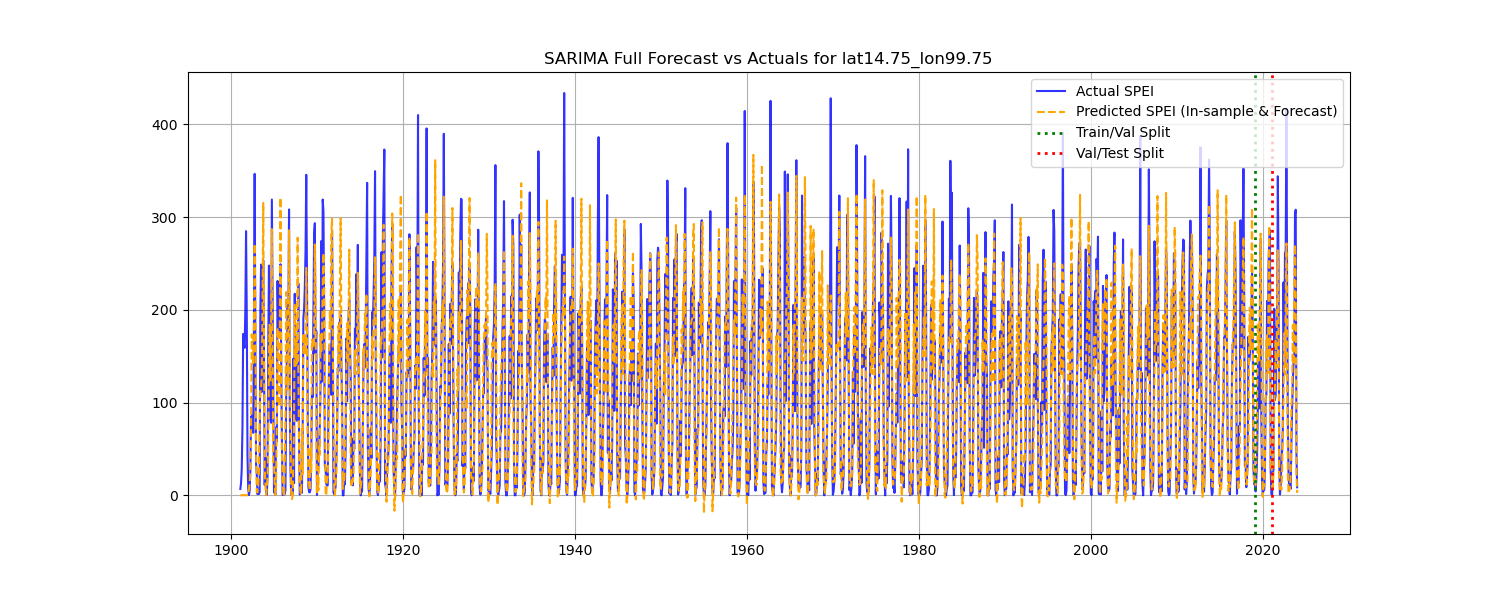 SARIMA Full Forecast vs Actuals for lat14.75_lon99.75
Actual SPEI
Predicted SPEI (In-sample & Forecast)
Train/Val Split
Val/Test Split
400
300
200
100
0
1900 1920 1940 1960 1980 2000 2020